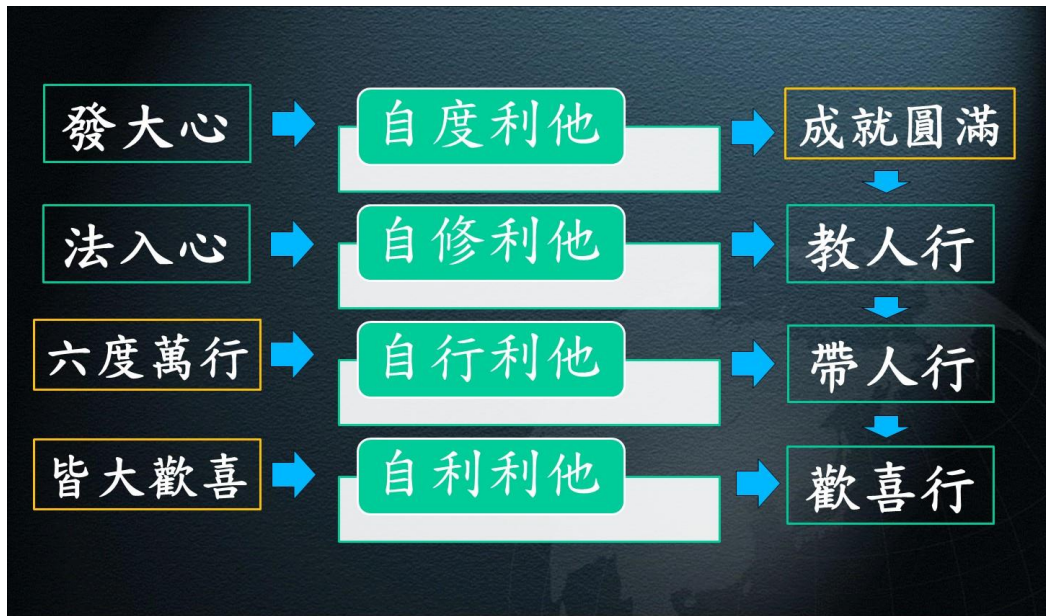 發大心 自度利他 成就圓滿
法入心 自修利他 教人行
六度萬行 自行利他 帶人行
皆大歡喜 自利利他 歡喜行